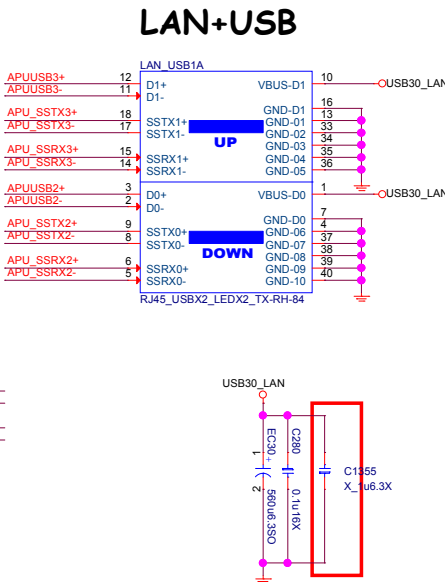 LAN+USB
LAN_USB1A
APUUSB3+ 12 D1+ VBUS-D1 10 USB30_LAN
APUUSB3- 11 D1-
GND-D1 16
APU_SSTX3+ 18 SSTX1+ GND-01 13
APU_SSTX3- 17 SSTX1- GND-02 33
UP GND-03 34
APU_SSRX3+ 15 SSRX1+ GND-04 35
APU_SSRX3- 14 SSRX1- GND-05 36
APUUSB2+ 3 D0+ VBUS-D0 1 USB30_LAN
APUUSB2- 2 D0-
GND-D0 7
APU_SSTX2+ 9 SSTX0+ GND-06 4
APU_SSTX2- 8 SSTX0- GND-07 37
DOWN GND-08 38
APU_SSRX2+ 6 SSRX0+ GND-09 39
APU_SSRX2- 5 SSRX0- GND-10 40
RJ45_USBX2_LEDX2_TX-RH-84
USB30_LAN
EC30 + 1 2 560u6.3SO
C280 0.1u16X
C1355
X_1u6.3X